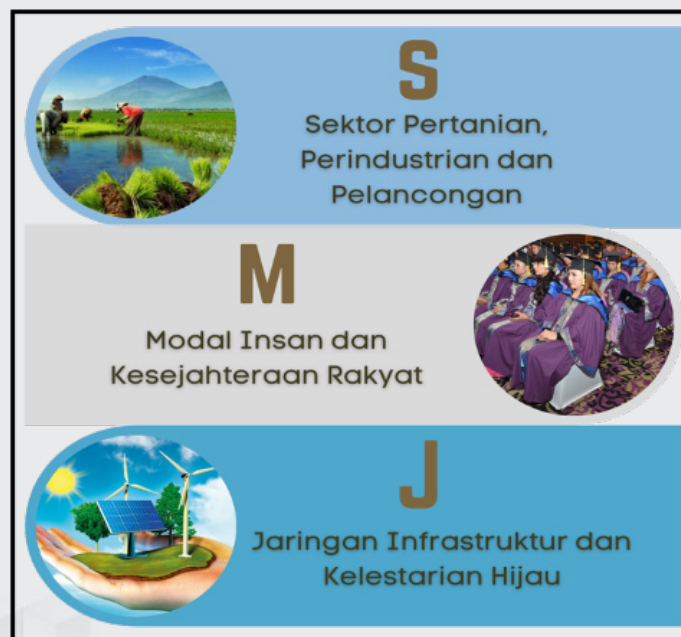 S
Sektor Pertanian,
Perindustrian dan
Pelancongan
M
Modal Insan dan
Kesejahteraan Rakyat
J
Jaringan Infrastruktur dan
Kelestarian Hijau